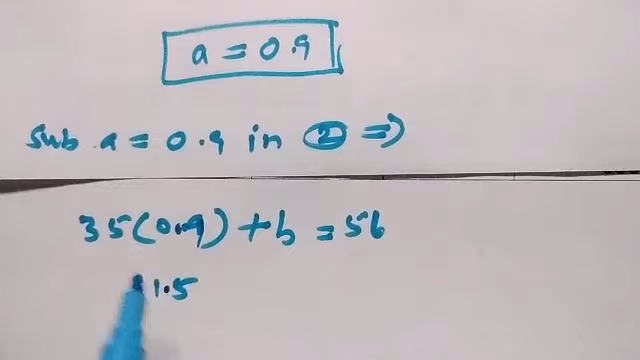 a = 0.9
Sub a = 0.9 in ② ⇒
35(0.9) + b = 56
1.5